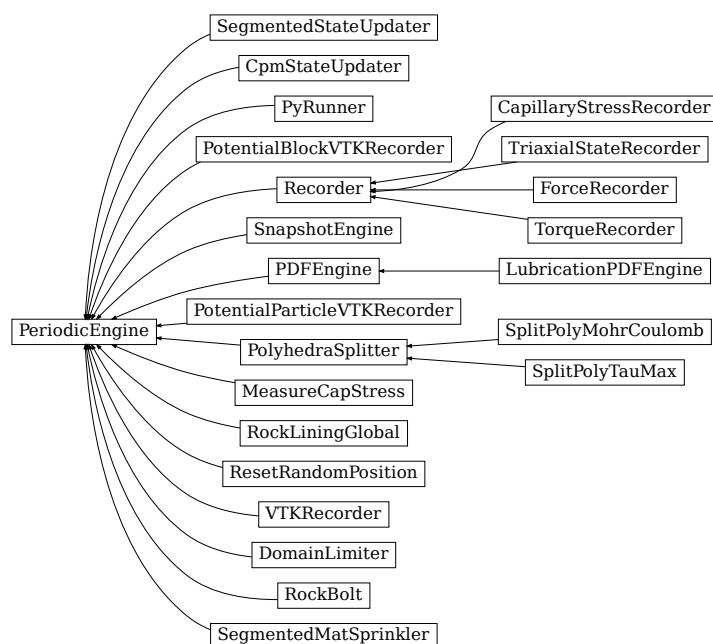 SegmentedStateUpdater
CpmStateUpdater
PyRunner
CapillaryStressRecorder
PotentialBlockVTKRecorder
TriaxialStateRecorder
Recorder
ForceRecorder
SnapshotEngine
TorqueRecorder
PDFEngine
LubricationPDFEngine
PotentialParticleVTKRecorder
PeriodicEngine
SplitPolyMohrCoulomb
PolyhedraSplitter
SplitPolyTauMax
MeasureCapStress
RockLiningGlobal
ResetRandomPosition
VTKRecorder
DomainLimiter
RockBolt
SegmentedMatSprinkler